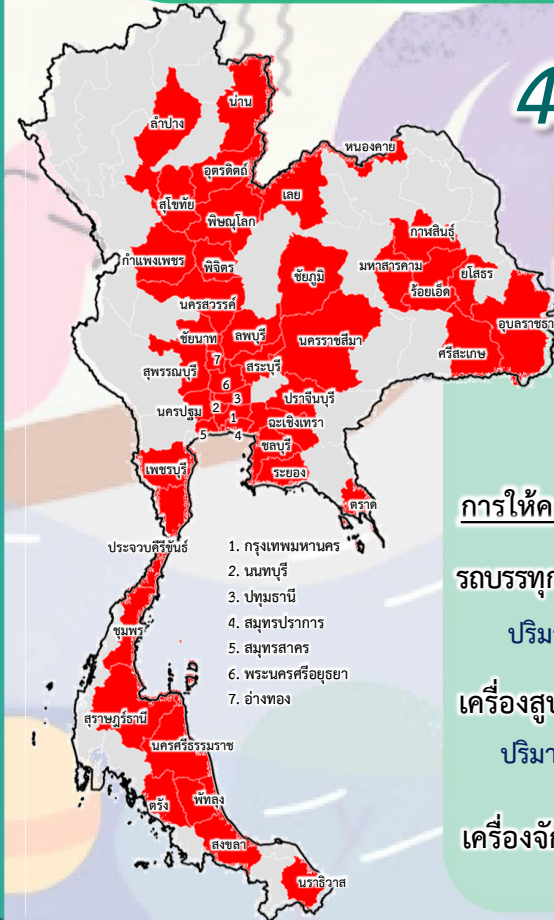 4
น่าน
ลำปาง
หนองคาย
อุตรดิตถ์
เลย
สุโขทัย
พิษณุโลก
กาฬสินธุ์
กำแพงเพชร
พิจิตร
ชัยภูมิ
มหาสารคาม
ยโสธร
ร้อยเอ็ด
นครสวรรค์
อุบลราชธา
ชัยนาท
ลพบุรี
นครราชสีมา
ศรีสะเกษ
7
สุพรรณบุรี
สระบุรี
6
3
ปราจีนบุรี
นครปฐม
2
1
ฉะเชิงเทรา
5
4
ชลบุรี
เพชรบุรี
ระยอง
ตราด
การให้ค
ประจวบคีรีขันธ์
1. กรุงเทพมหานคร
2. นนทบุรี
3. ปทุมธานี
4. สมุทรปราการ
5. สมุทรสาคร
6. พระนครศรีอยุธยา
7. อ่างทอง
รถบรรทุก
ปริมา
เครื่องสูบ
ปริมา
เครื่องจัก
ชุมพร
สุราษฎร์ธานี
นครศรีธรรมราช
ตรัง
พัทลุง
สงขลา
นราธิวาส